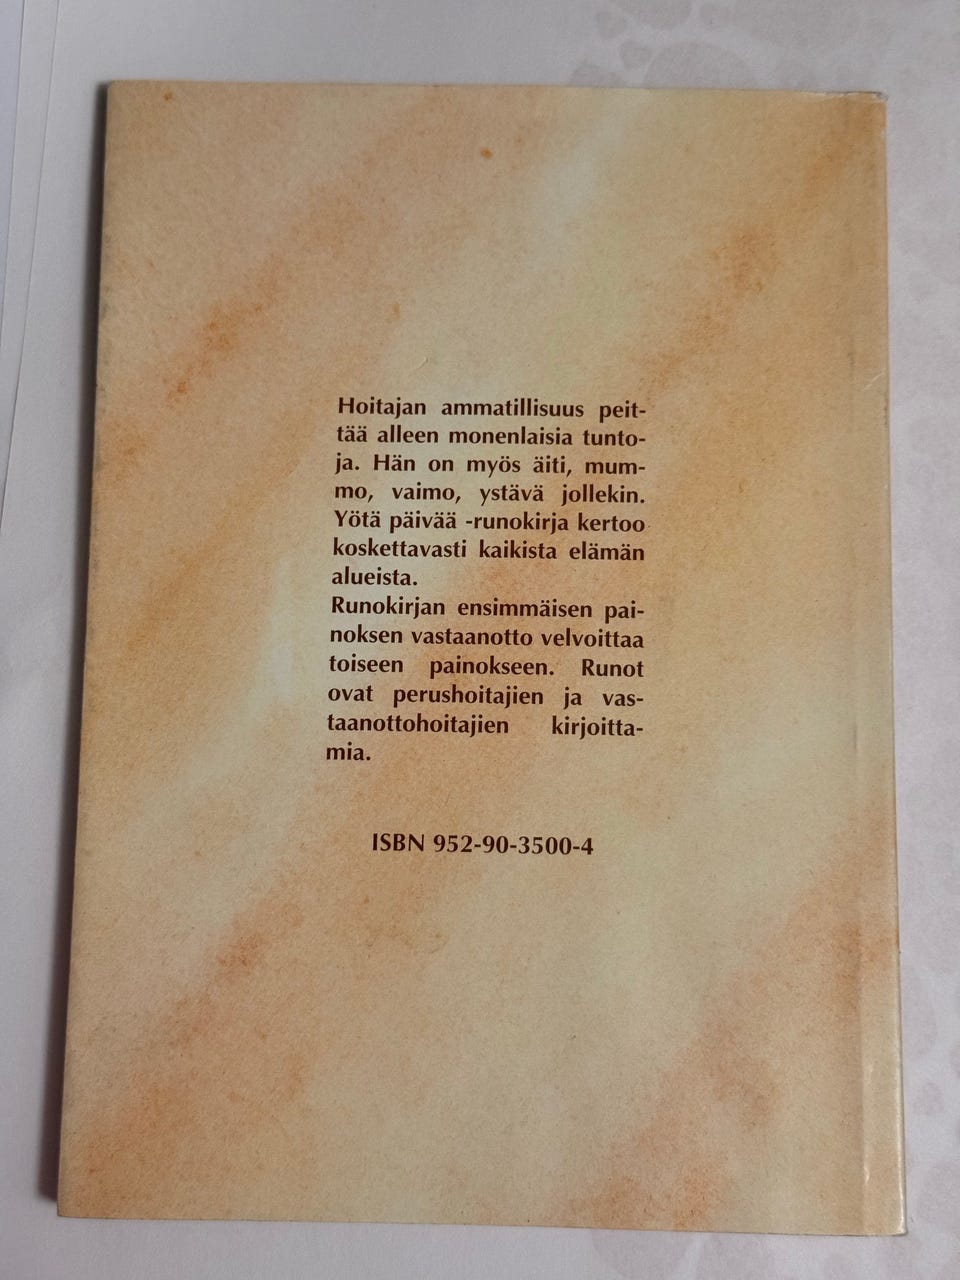 Hoitajan ammatillisuus peit-
tää alleen monenlaisia tunto-
ja. Hän on myös äiti, mum-
mo, vaimo, ystävä jollekin.
Yötä päivää -runokirja kertoo
koskettavasti kaikista elämän
alueista.
Runokirjan ensimmäisen pai-
noksen vastaanotto velvoittaa
toiseen painokseen. Runot
ovat perushoitajien ja vas-
taanottohoitajien kirjoitta-
mia.
ISBN 952-90-3500-4